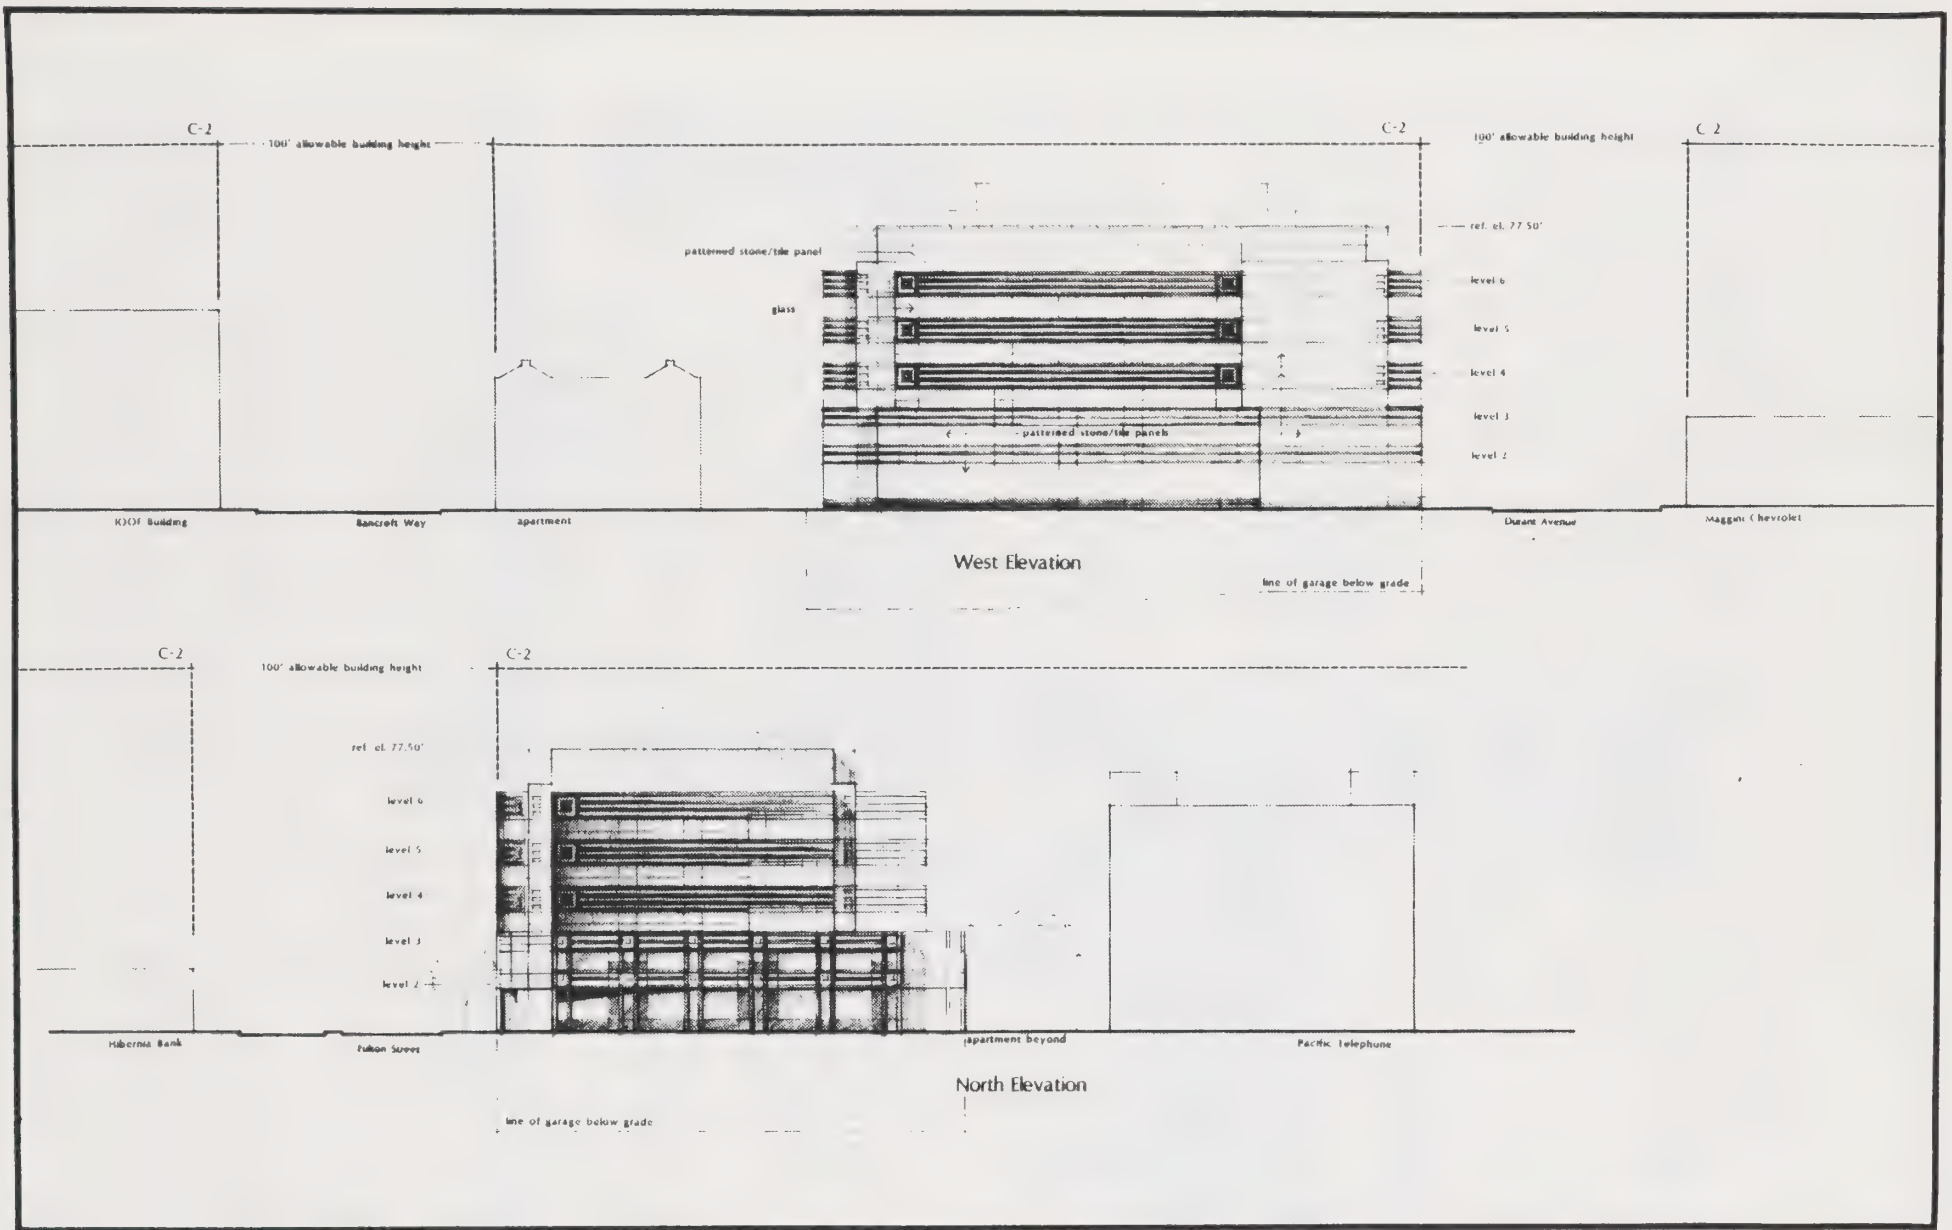 C-2
100' allowable building height
C-2
100' allowable building height
C-2
ref. el. 77.50'
patterned stone/tile panel
level 6
glass
level 5
level 4
level 3
patterned stone/tile panels
level 2
IOOF Building
Bancroft Way
apartment
Durant Avenue
Maggini Chevrolet
West Elevation
line of garage below grade
C-2
100' allowable building height
C-2
ref. el. 77.50'
level 6
level 5
level 4
level 3
level 2
Hibernia Bank
Fulton Street
apartment beyond
Pacific Telephone
North Elevation
line of garage below grade